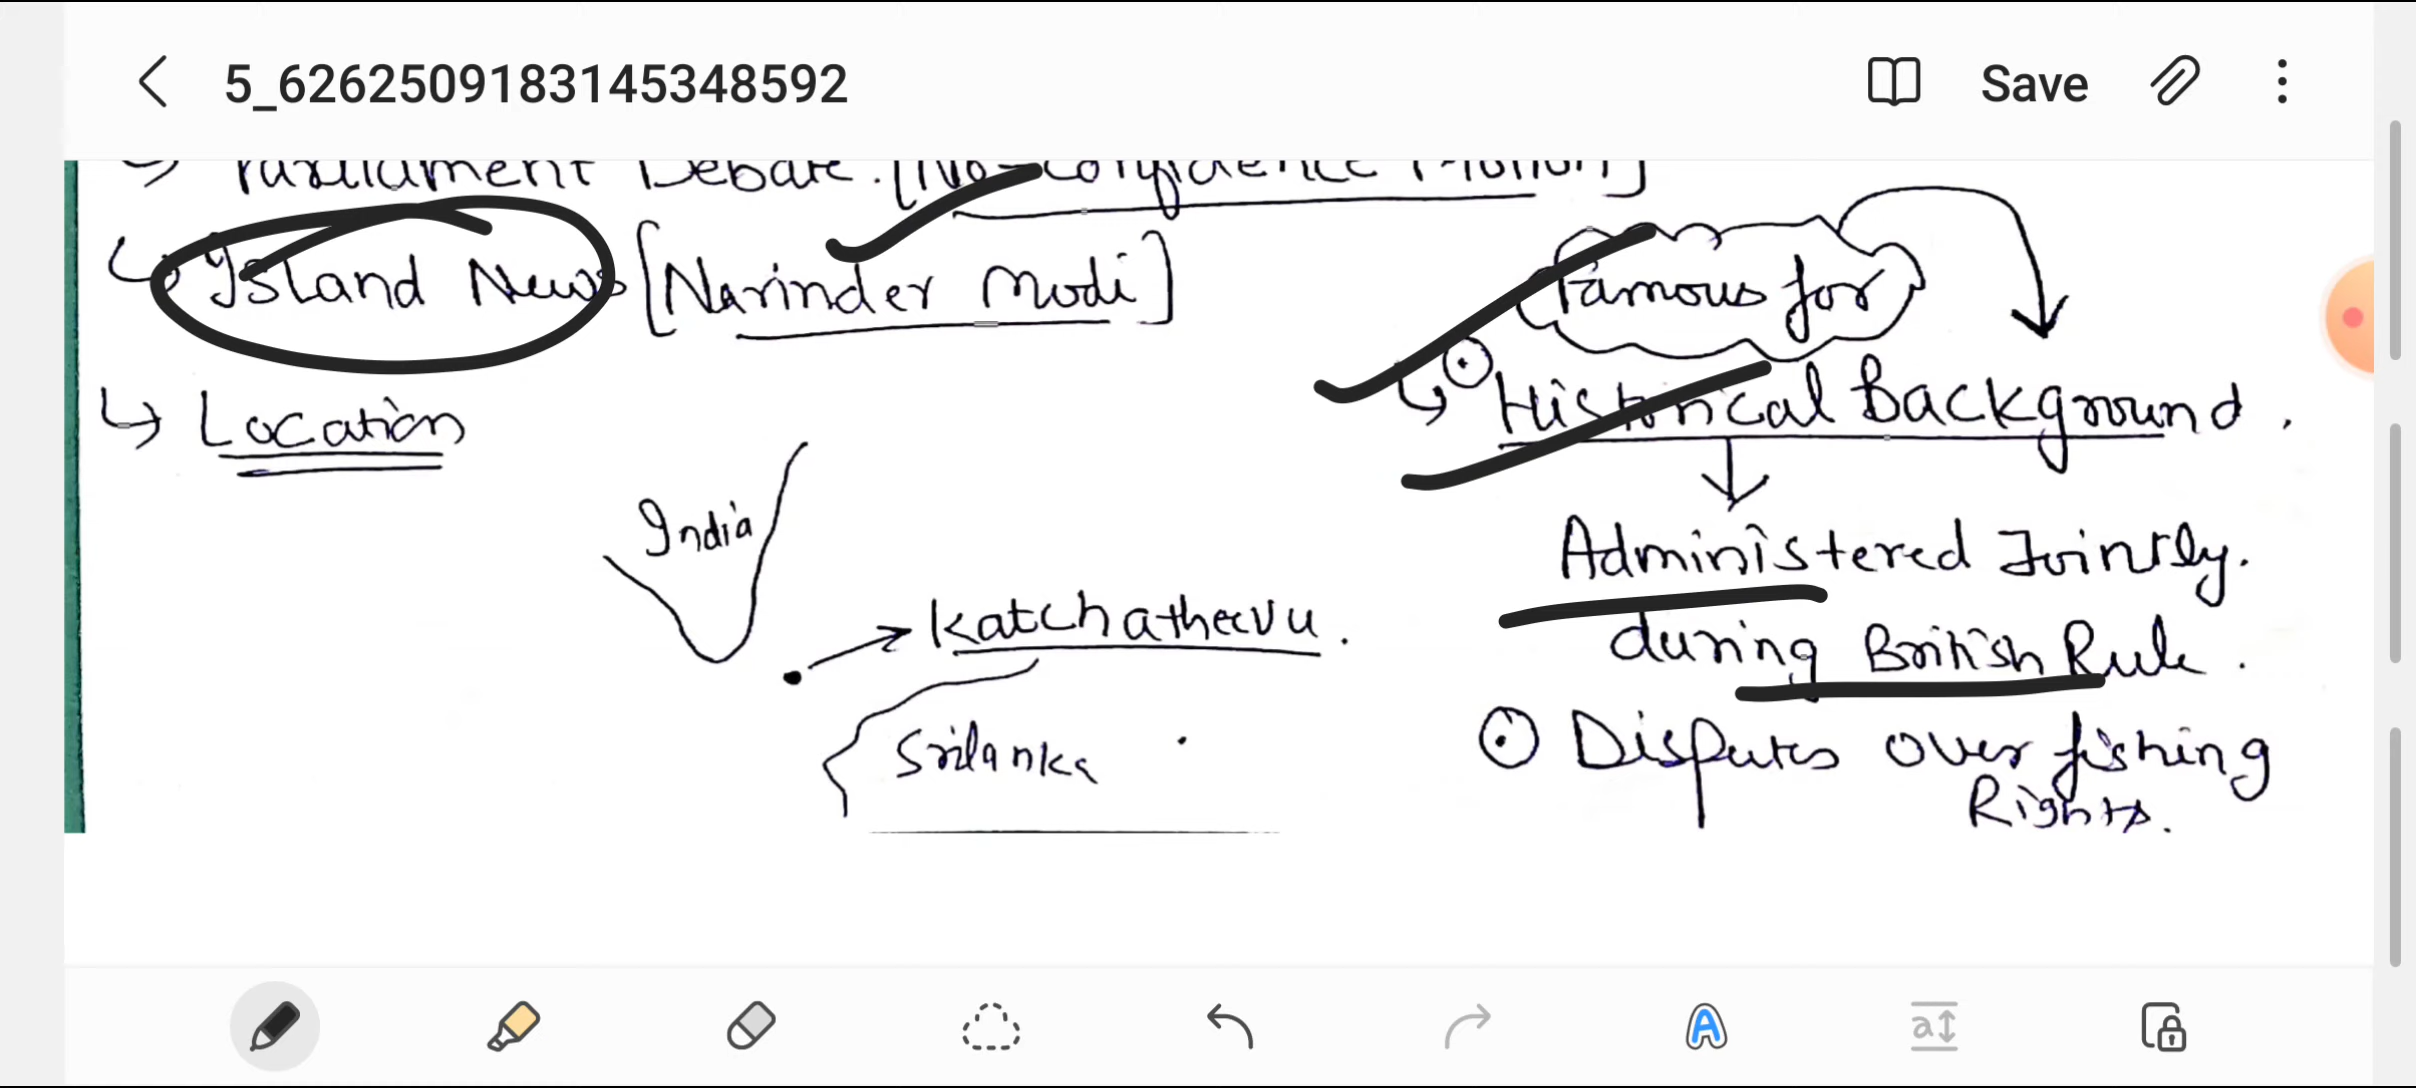 5_6262509183145348592
Save
↳ Parliament Debate. [No-Confidence Motion]
↳ Island News [Narinder Modi]
Famous for
↳ Location
↳ Historical Background.
India
Administered Jointly.
Katchatheevu.
during British Rule.
Srilanka
Disputes over fishing
Rights.
A
a